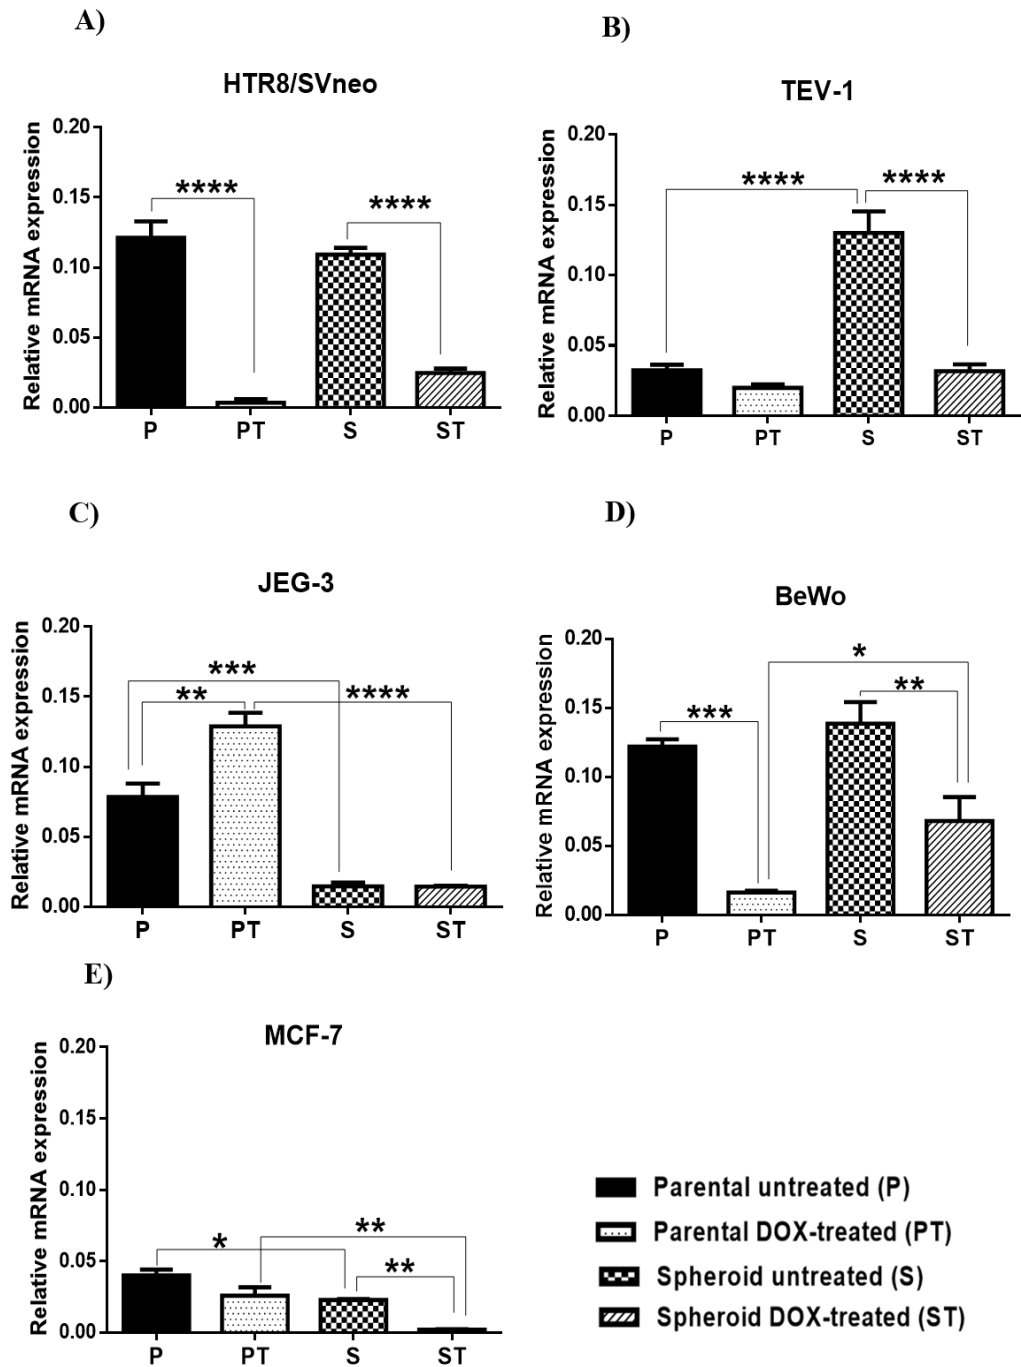 A)
HTR8/SVneo
Relative mRNA expression
0.20
0.15
0.10
0.05
0.00
****
****
P PT S ST
B)
TEV-1
Relative mRNA expression
0.20
0.15
0.10
0.05
0.00
****
****
P PT S ST
C)
JEG-3
Relative mRNA expression
0.20
0.15
0.10
0.05
0.00
***
**
****
P PT S ST
D)
BeWo
Relative mRNA expression
0.20
0.15
0.10
0.05
0.00
*
**
***
P PT S ST
E)
MCF-7
Relative mRNA expression
0.20
0.15
0.10
0.05
0.00
**
*
**
P PT S ST
Parental untreated (P)
Parental DOX-treated (PT)
Spheroid untreated (S)
Spheroid DOX-treated (ST)